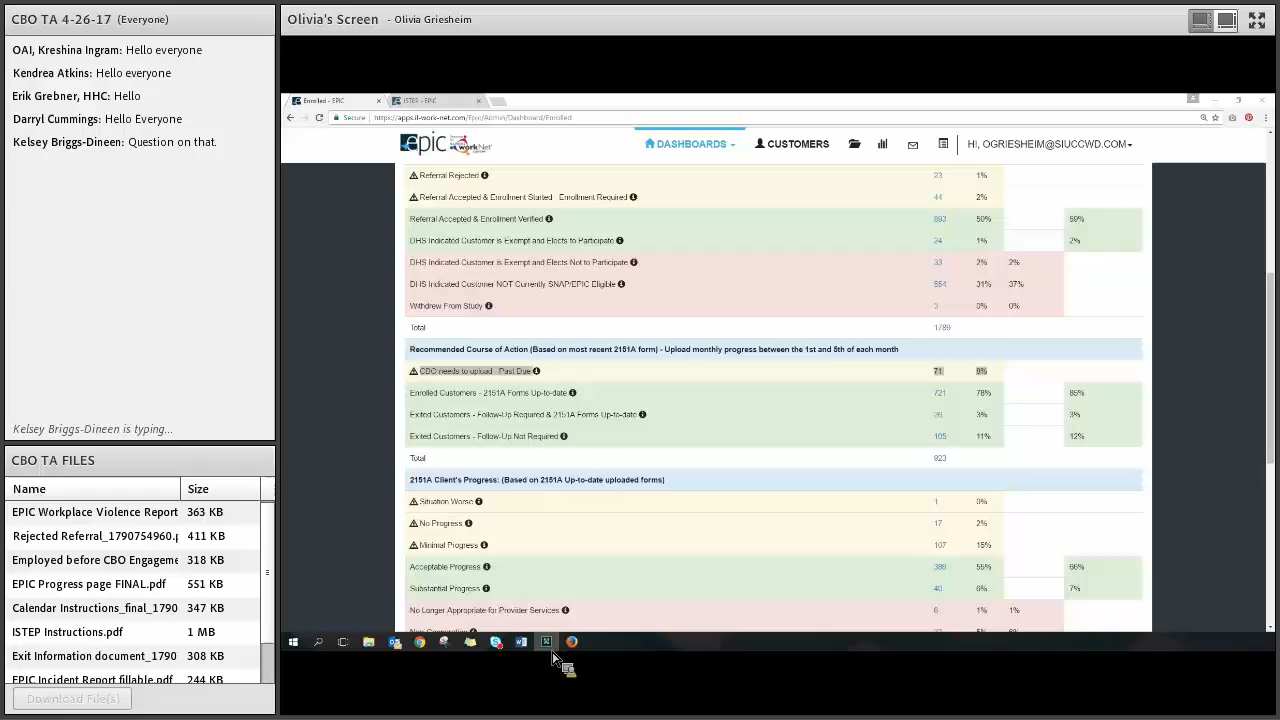 CBO TA 4-26-17 (Everyone)
OAI, Kreshina Ingram: Hello everyone
Kendrea Atkins: Hello everyone
Erik Grebner, HHC: Hello
Darryl Cummings: Hello Everyone
Kelsey Briggs-Dineen: Question on that.
Kelsey Briggs-Dineen is typing...
CBO TA FILES
Name Size
EPIC Workplace Violence Report 363 KB
Rejected Referral_1790754960.p 411 KB
Employed before CBO Engageme 318 KB
EPIC Progress page FINAL.pdf 551 KB
Calendar Instructions_final_1790 347 KB
ISTEP Instructions.pdf 1 MB
Exit Information document_1790 308 KB
EPIC Incident Report fillable.pdf 244 KB
Download File(s)
Olivia's Screen - Olivia Griesheim
Enrolled - EPIC ISTEP - EPIC
Secure https://apps.il-work-net.com/Epic/Admin/Dashboard/Enrolled
epic workNet DASHBOARDS CUSTOMERS HI, OGRIESHEIM@SIUCCWD.COM
Referral Rejected 23 1%
Referral Accepted & Enrollment Started Enrollment Required 44 2%
Referral Accepted & Enrollment Verified 893 50% 59%
DHS Indicated Customer is Exempt and Elects to Participate 24 1% 2%
DHS Indicated Customer is Exempt and Elects Not to Participate 33 2% 2%
DHS Indicated Customer NOT Currently SNAP/EPIC Eligible 554 31% 37%
Withdrew From Study 3 0% 0%
Total 1789
Recommended Course of Action (Based on most recent 2151A form) - Upload monthly progress between the 1st and 5th of each month
CBO needs to upload Past Due 71 8%
Enrolled Customers - 2151A Forms Up-to-date 721 78% 85%
Exited Customers - Follow-Up Required & 2151A Forms Up-to-date 26 3% 3%
Exited Customers - Follow-Up Not Required 105 11% 12%
Total 923
2151A Client's Progress: (Based on 2151A Up-to-date uploaded forms)
Situation Worse 1 0%
No Progress 17 2%
Minimal Progress 107 15%
Acceptable Progress 386 55% 66%
Substantial Progress 40 6% 7%
No Longer Appropriate for Provider Services 6 1% 1%